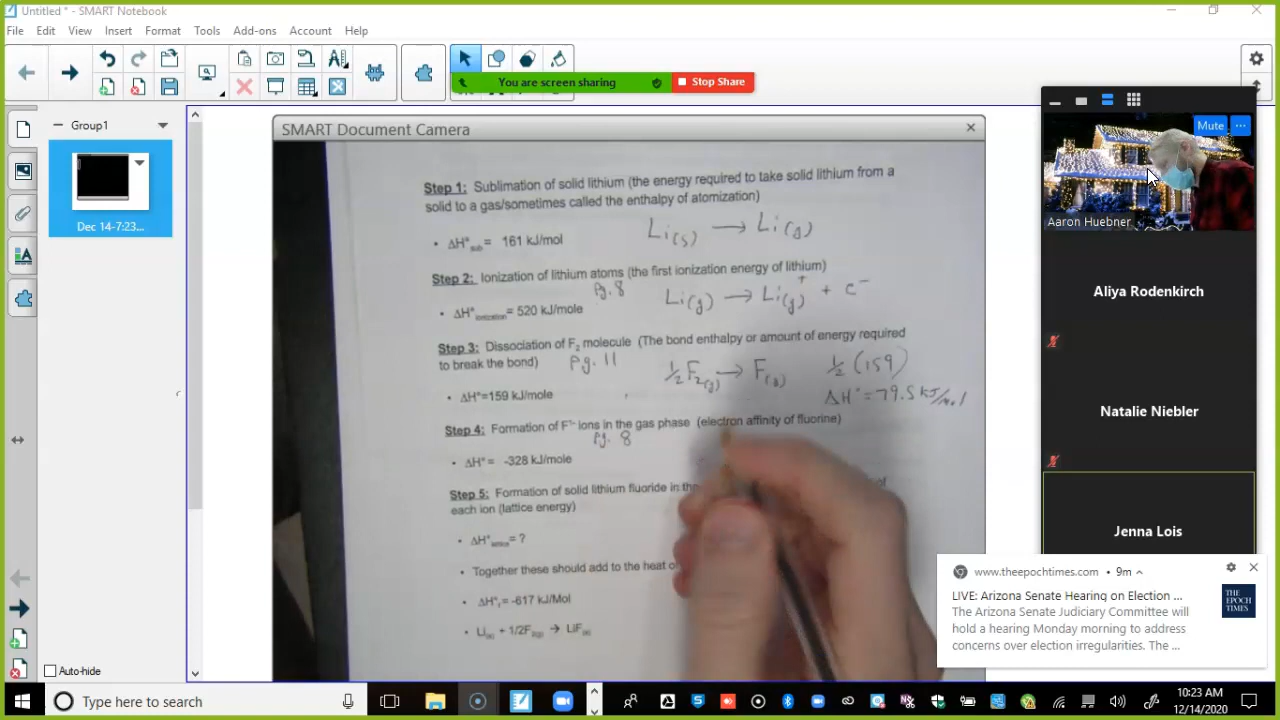 Untitled * - SMART Notebook
File Edit View Insert Format Tools Add-ons Account Help
You are screen sharing
Stop Share
Group1
Dec 14-7:23...
Auto-hide
SMART Document Camera
Step 1: Sublimation of solid lithium (the energy required to take solid lithium from a
solid to a gas/sometimes called the enthalpy of atomization)
Li(s) → Li(g)
• ΔH°sub = 161 kJ/mol
Step 2: Ionization of lithium atoms (the first ionization energy of lithium)
Pg. 8
Li(g) → Li(g)+ + e−
• ΔH°ionization = 520 kJ/mole
Step 3: Dissociation of F2 molecule (The bond enthalpy or amount of energy required
to break the bond) Pg. 11
½F2(g) → F(g) ½(159)
ΔH° = 79.5 kJ/mol
• ΔH°=159 kJ/mole
Step 4: Formation of F1- ions in the gas phase (electron affinity of fluorine)
Pg. 8
• ΔH°= -328 kJ/mole
Step 5: Formation of solid lithium fluoride in the of
each ion (lattice energy)
• ΔH°lattice = ?
• Together these should add to the heat o
• ΔH°f = -617 kJ/Mol
• Li(s) + 1/2F2(g) → LiF(s)
Mute
Aaron Huebner
Aliya Rodenkirch
Natalie Niebler
Jenna Lois
www.theepochtimes.com • 9m
LIVE: Arizona Senate Hearing on Election ...
The Arizona Senate Judiciary Committee will
hold a hearing Monday morning to address
concerns over election irregularities. The ...
THE
EPOCH
TIMES
Type here to search
10:23 AM
12/14/2020